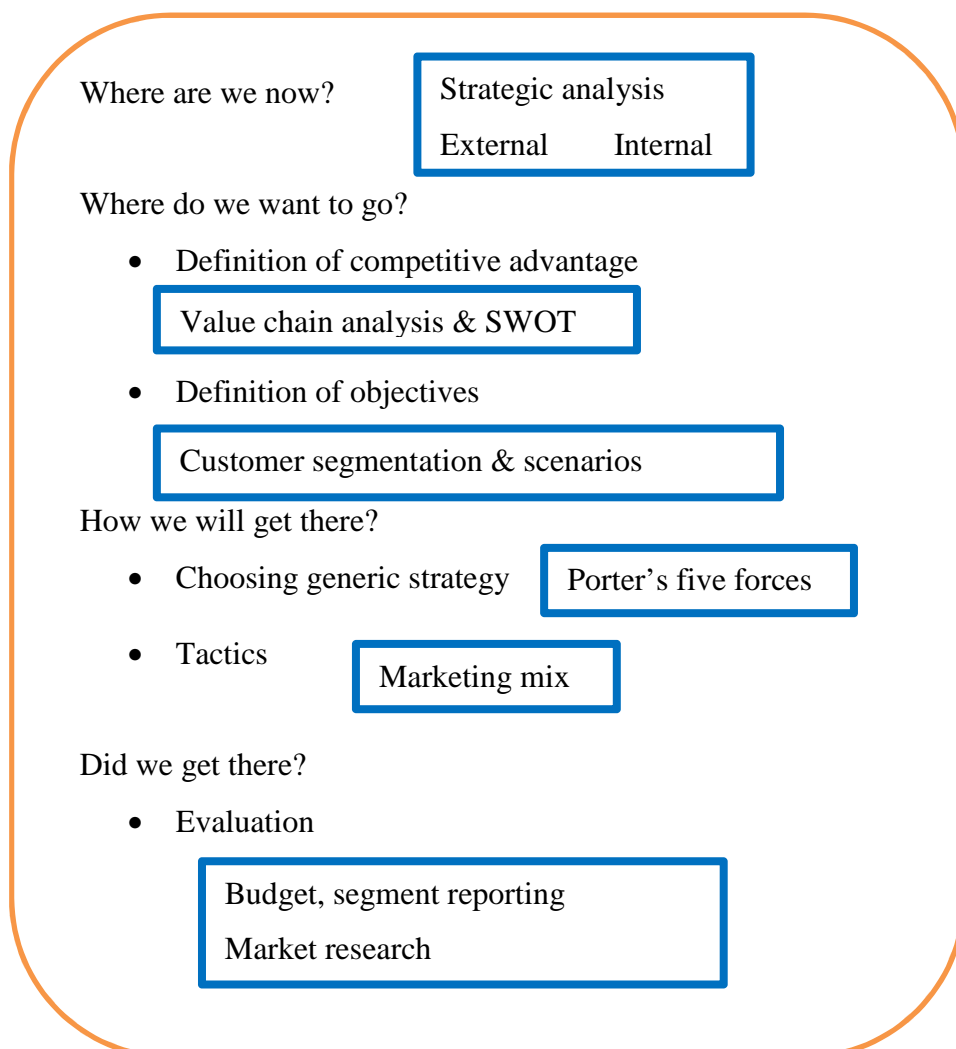 Where are we now?
Strategic analysis
External Internal
Where do we want to go?
• Definition of competitive advantage
Value chain analysis & SWOT
• Definition of objectives
Customer segmentation & scenarios
How we will get there?
• Choosing generic strategy
Porter’s five forces
• Tactics
Marketing mix
Did we get there?
• Evaluation
Budget, segment reporting
Market research